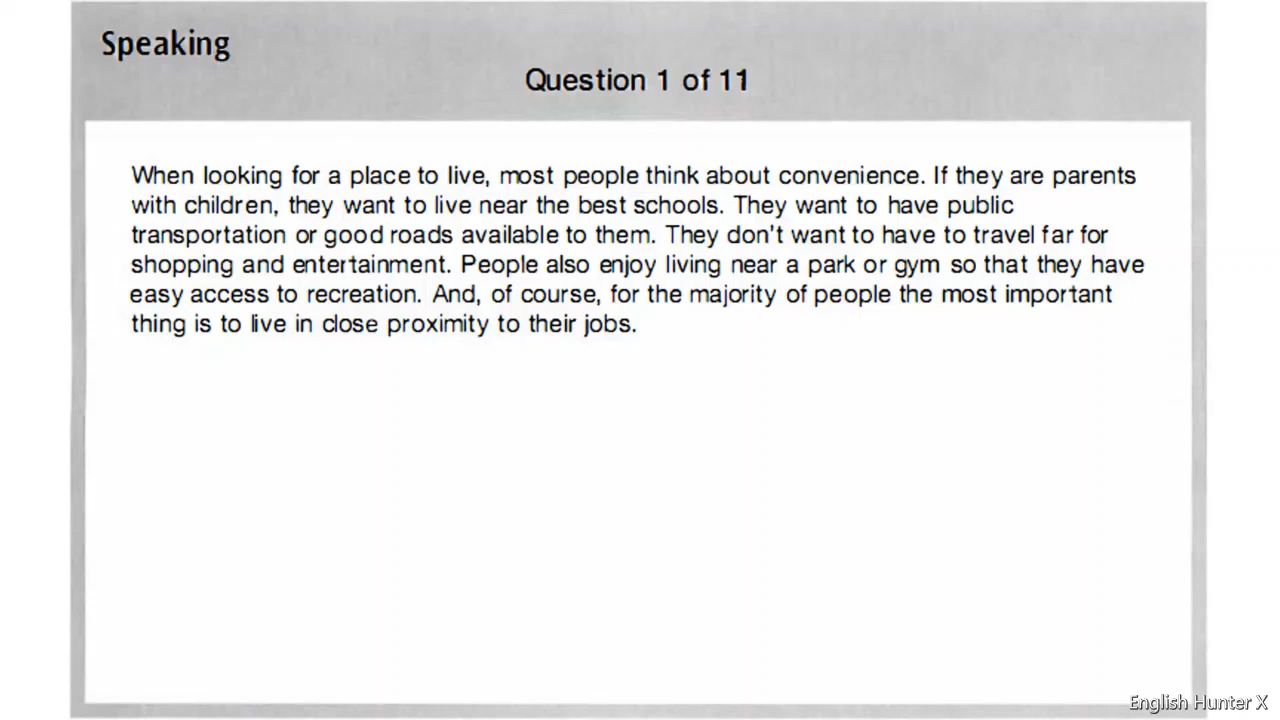 Speaking
Question 1 of 11
When looking for a place to live, most people think about convenience. If they are parents
with children, they want to live near the best schools. They want to have public
transportation or good roads available to them. They don't want to have to travel far for
shopping and entertainment. People also enjoy living near a park or gym so that they have
easy access to recreation. And, of course, for the majority of people the most important
thing is to live in close proximity to their jobs.
English Hunter X